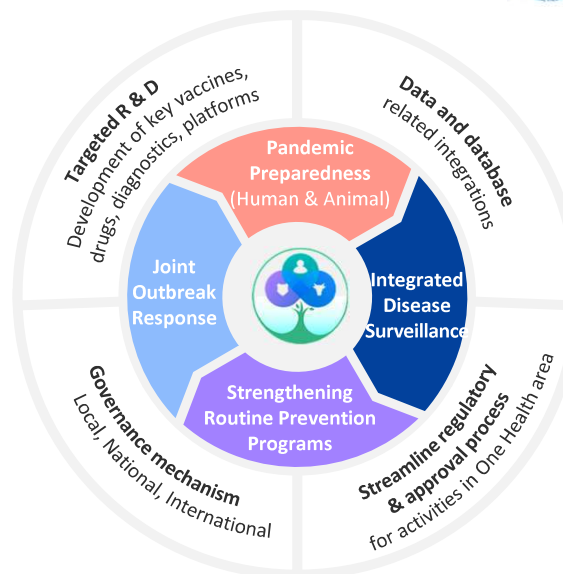 Targeted R & D
Development of key vaccines,
drugs, diagnostics, platforms
Data and database
related integrations
Pandemic
Preparedness
(Human & Animal)
Joint
Outbreak
Response
Integrated
Disease
Surveillance
Strengthening
Routine Prevention
Programs
Governance mechanism
Local, National, International
Streamline regulatory
& approval process
for activities in One Health area